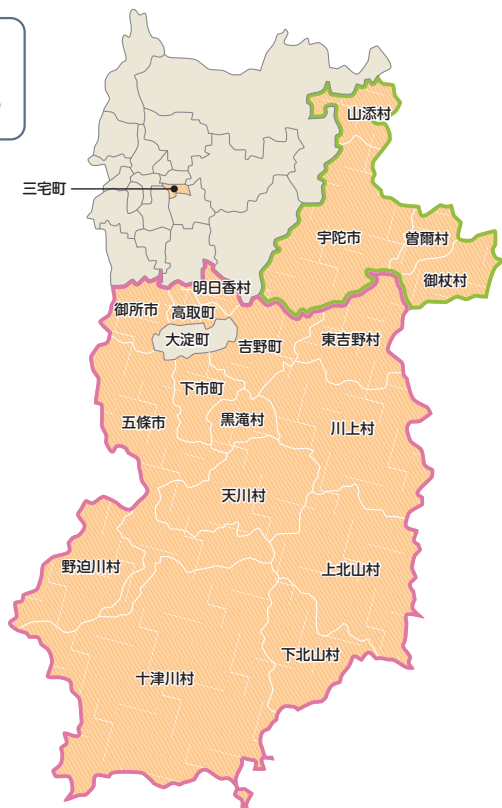 山添村
三宅町
宇陀市
曽爾村
御杖村
明日香村
御所市
高取町
大淀町
吉野町
東吉野村
下市町
五條市
黒滝村
川上村
天川村
野迫川村
上北山村
下北山村
十津川村